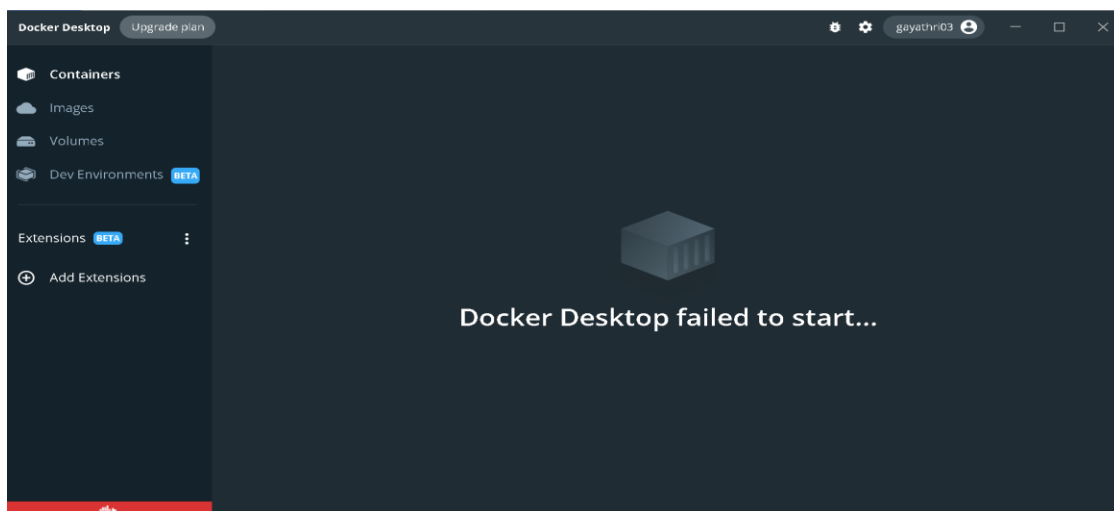 Docker Desktop Upgrade plan gayathri03
Containers
Images
Volumes
Dev Environments BETA
Extensions BETA
Add Extensions
Docker Desktop failed to start...